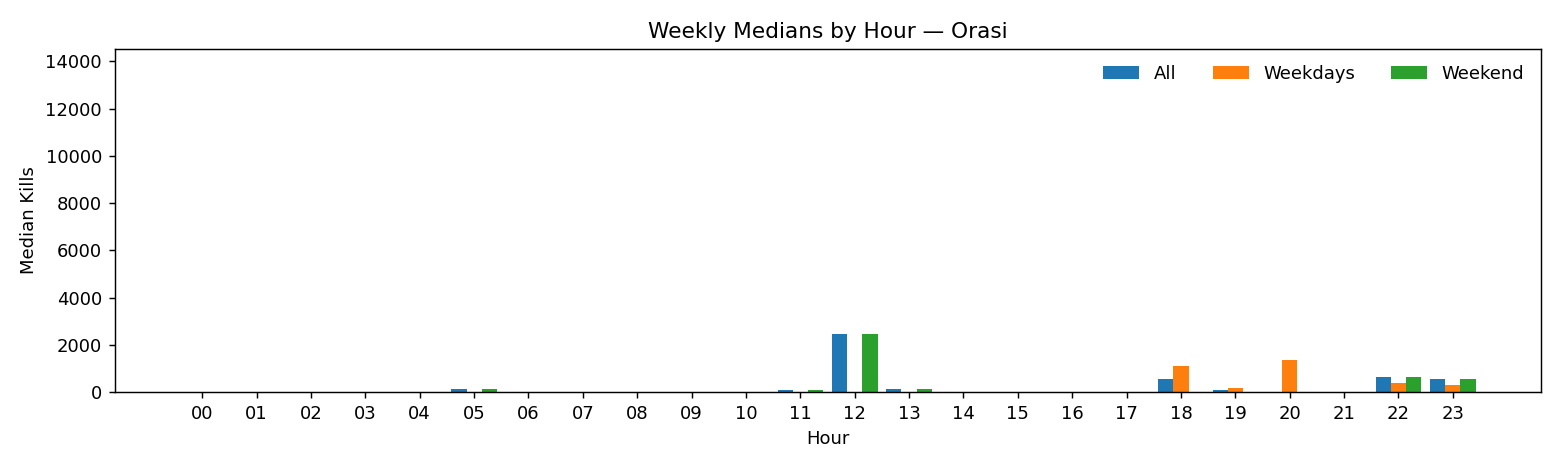 Weekly Medians by Hour — Orasi
All Weekdays Weekend
Median Kills
14000
12000
10000
8000
6000
4000
2000
0
00 01 02 03 04 05 06 07 08 09 10 11 12 13 14 15 16 17 18 19 20 21 22 23
Hour